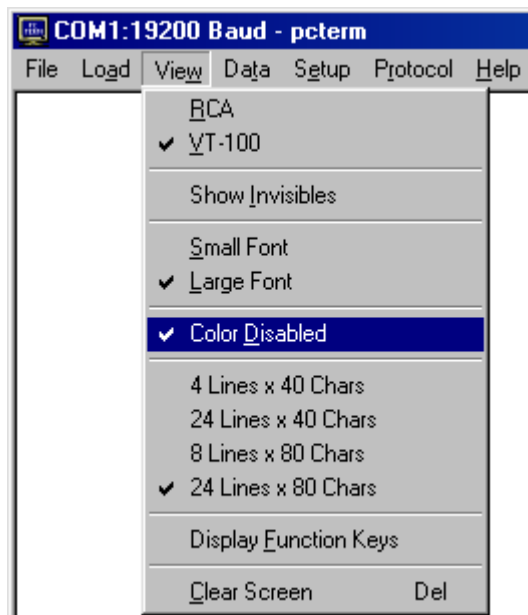 COM1:19200 Baud - pcterm
File Load View Data Setup Protocol Help
RCA
✔ VT-100
Show Invisibles
Small Font
✔ Large Font
✔ Color Disabled
4 Lines x 40 Chars
24 Lines x 40 Chars
8 Lines x 80 Chars
✔ 24 Lines x 80 Chars
Display Function Keys
Clear Screen Del